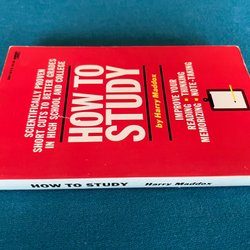 SCIENTIFICALLY PROVEN
SHORT CUTS TO BETTER GRADES
IN HIGH SCHOOL AND COLLEGE
HOW TO
STUDY
by Harry Maddox
IMPROVE YOUR
READING • THINKING
MEMORIZING • NOTE-TAKING
HOW TO STUDY Harry Maddox